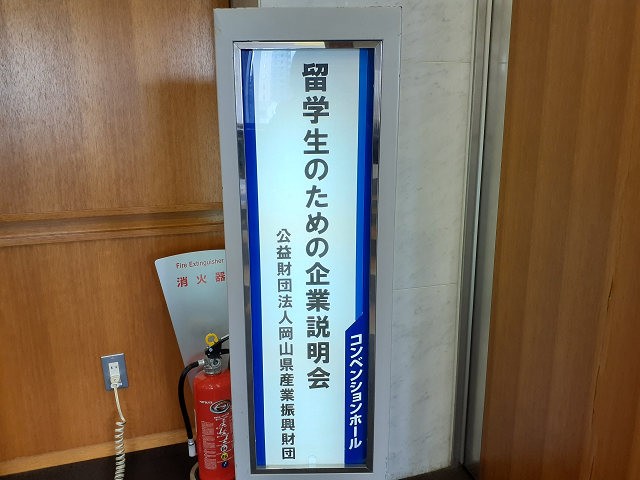 留学生のための企業説明会
公益財団法人岡山県産業振興財団
コンベンションホール
Fire Extinguisher
消火器